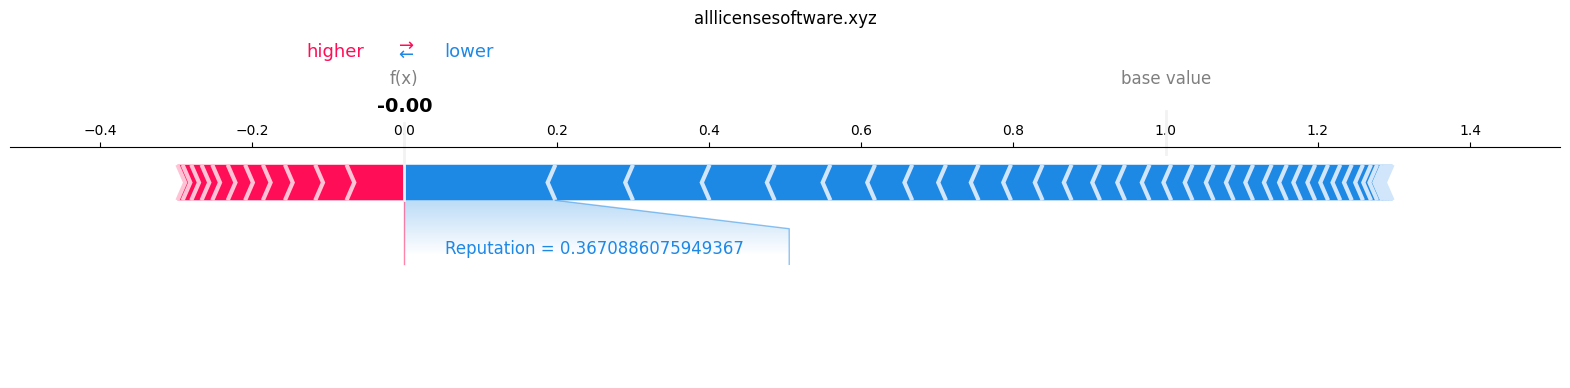 alllicensesoftware.xyz
higher ⇄ lower
f(x) base value
-0.00
−0.4 −0.2 0.0 0.2 0.4 0.6 0.8 1.0 1.2 1.4
Reputation = 0.3670886075949367